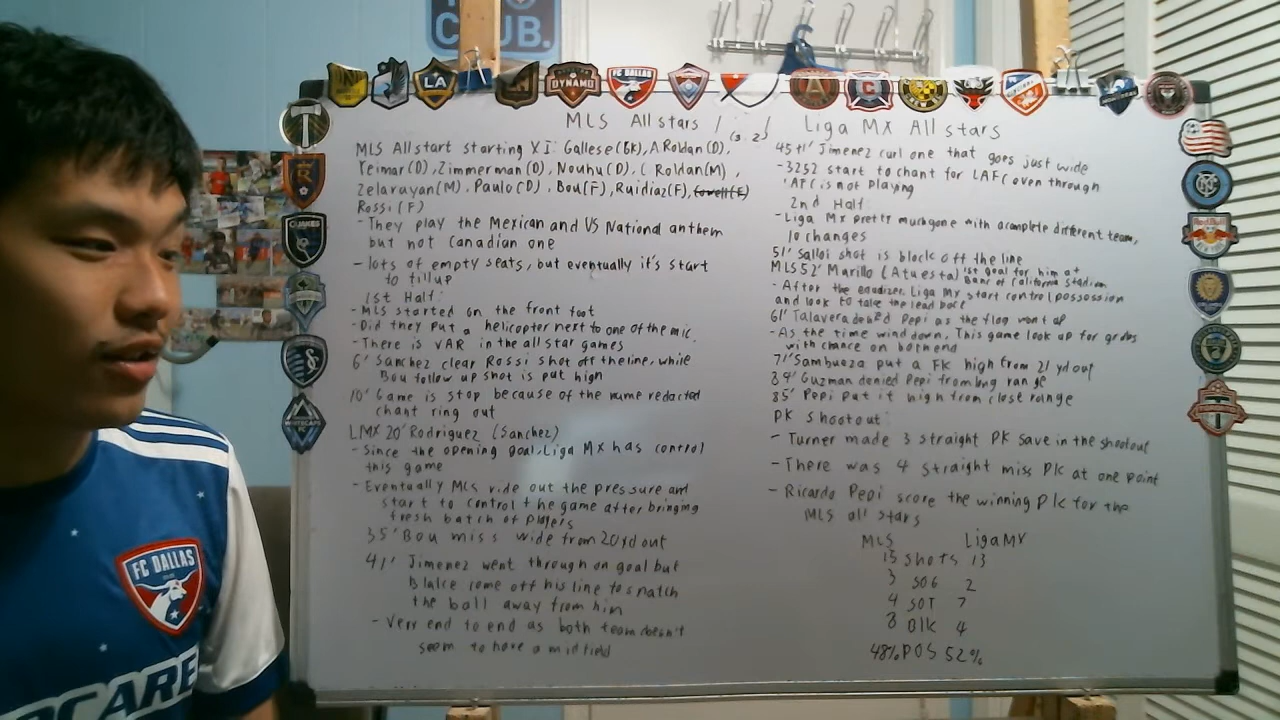 CLUB.
MLS All stars 1 1 Liga MX All stars
(3-2)
MLS Allstart starting XI: Gallese(GK), A Roldan(D),
Yeimar(D), Zimmerman(D), Nouhu(D), C Roldan(M),
Zelarayan(M), Paulo(D), Bou(F), Ruidiaz(F),
Rossi(F)
- They play the Mexican and US National anthem
but not Canadian one
- lots of empty seats, but eventually it's start
to fill up
1st Half:
- MLS started on the front foot
- Did they put a helicopter next to one of the mic.
- There is VAR in the all star games
6' Sanchez clear Rossi shot off the line, while
Bou follow up shot is put high
10' Game is stop because of the name redacted
chant ring out
LMX 20' Rodriguez (Sanchez)
- Since the opening goal, Liga MX has control
this game
- Eventually MLS ride out the pressure and
start to control the game after bringing
fresh batch of players
35' Bou miss wide from 20 yd out
41' Jimenez went through on goal but
Blake come off his line to snatch
the ball away from him
- Very end to end as both team doesn't
seem to have a midfield
45+1' Jimenez curl one that goes just wide
- 3252 start to chant for LAFC even through
LAFC is not playing
2nd Half:
- Liga MX pretty much gone with a complete different team,
10 changes
51' Salloi shot is block off the line
MLS 52' Murillo (Atuesta) 1st goal for him at
Banc of California Stadium
- After the equalizer, Liga MX start control possession
and look to take the lead back
61' Talavera denied Pepi as the flag went up
- As the time wind down, This game look up for grabs
with chance on both end
71' Sambueza put a FK high from 21 yd out
84' Guzman denied Pepi from long range
85' Pepi put it high from close range
PK shootout:
- Turner made 3 straight PK save in the shootout
- There was 4 straight miss PK at one point
- Ricardo Pepi score the winning PK for the
MLS all stars
MLS Liga MX
15 Shots 13
3 SOG 2
4 SOT 7
8 Blk 4
48% POS 52%
LA
DYNAMO
FC DALLAS
QUAKES
WHITECAPS FC
Red Bull
FC DALLAS
OCARE